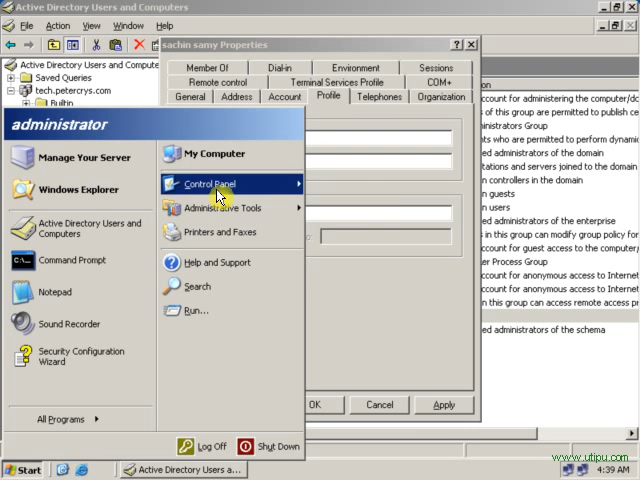 Active Directory Users and Computers
File Action View Window Help
sachin samy Properties
Active Directory Users and Compute
Saved Queries
tech.petercrys.com
Builtin
Member Of Dial-in Environment Sessions
Remote control Terminal Services Profile COM+
General Address Account Profile Telephones Organization
on
ccount for administering the computer/do
s of this group are permitted to publish ce
ministrators Group
ts who are permitted to perform dynamic
ed administrators of the domain
tations and servers joined to the domain
n controllers in the domain
n guests
n users
ed administrators of the enterprise
s in this group can modify group policy for
ccount for guest access to the computer/
er Process Group
ccount for anonymous access to Internet
ccount for anonymous access to Internet
n this group can access remote access pr
ed administrators of the schema
OK Cancel Apply
administrator
Manage Your Server
Windows Explorer
Active Directory Users and
Computers
Command Prompt
Notepad
Sound Recorder
Security Configuration
Wizard
All Programs
My Computer
Control Panel
Administrative Tools
Printers and Faxes
Help and Support
Search
Run...
Log Off Shut Down
www.utipu.com
Start Active Directory Users a... 4:39 AM